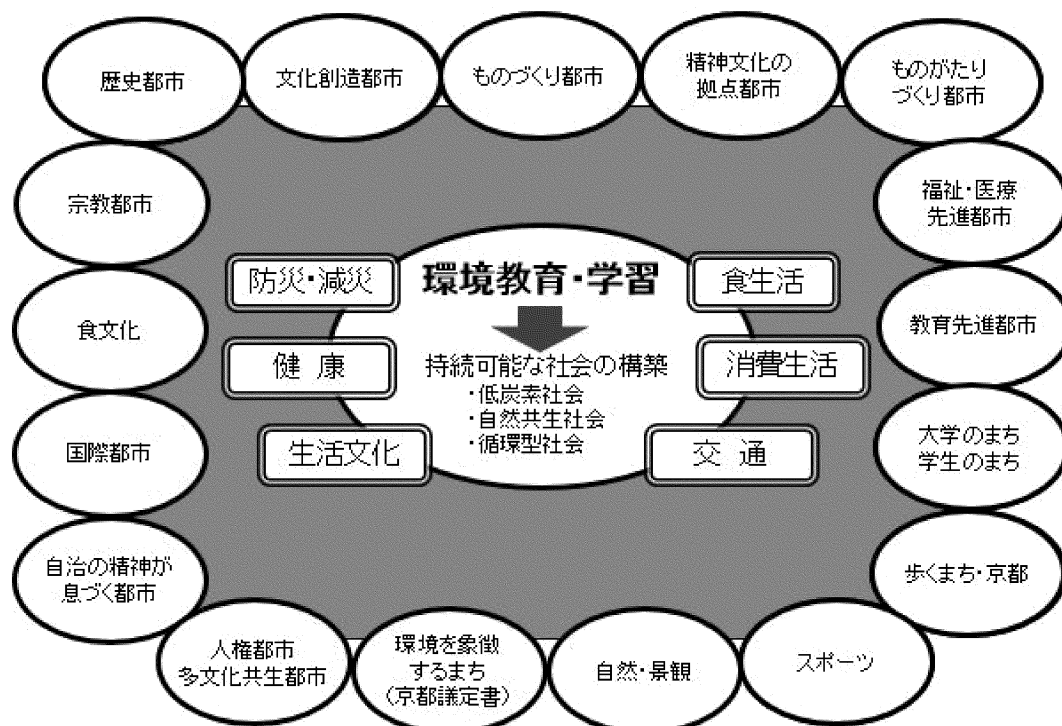 歴史都市
文化創造都市
ものづくり都市
精神文化の
拠点都市
ものがたり
づくり都市
宗教都市
福祉・医療
先進都市
防災・減災
環境教育・学習
食生活
食文化
教育先進都市
健 康
持続可能な社会の構築
・低炭素社会
・自然共生社会
・循環型社会
消費生活
国際都市
生活文化
交 通
大学のまち
学生のまち
自治の精神が
息づく都市
歩くまち・京都
人権都市
多文化共生都市
環境を象徴
するまち
(京都議定書)
自然・景観
スポーツ